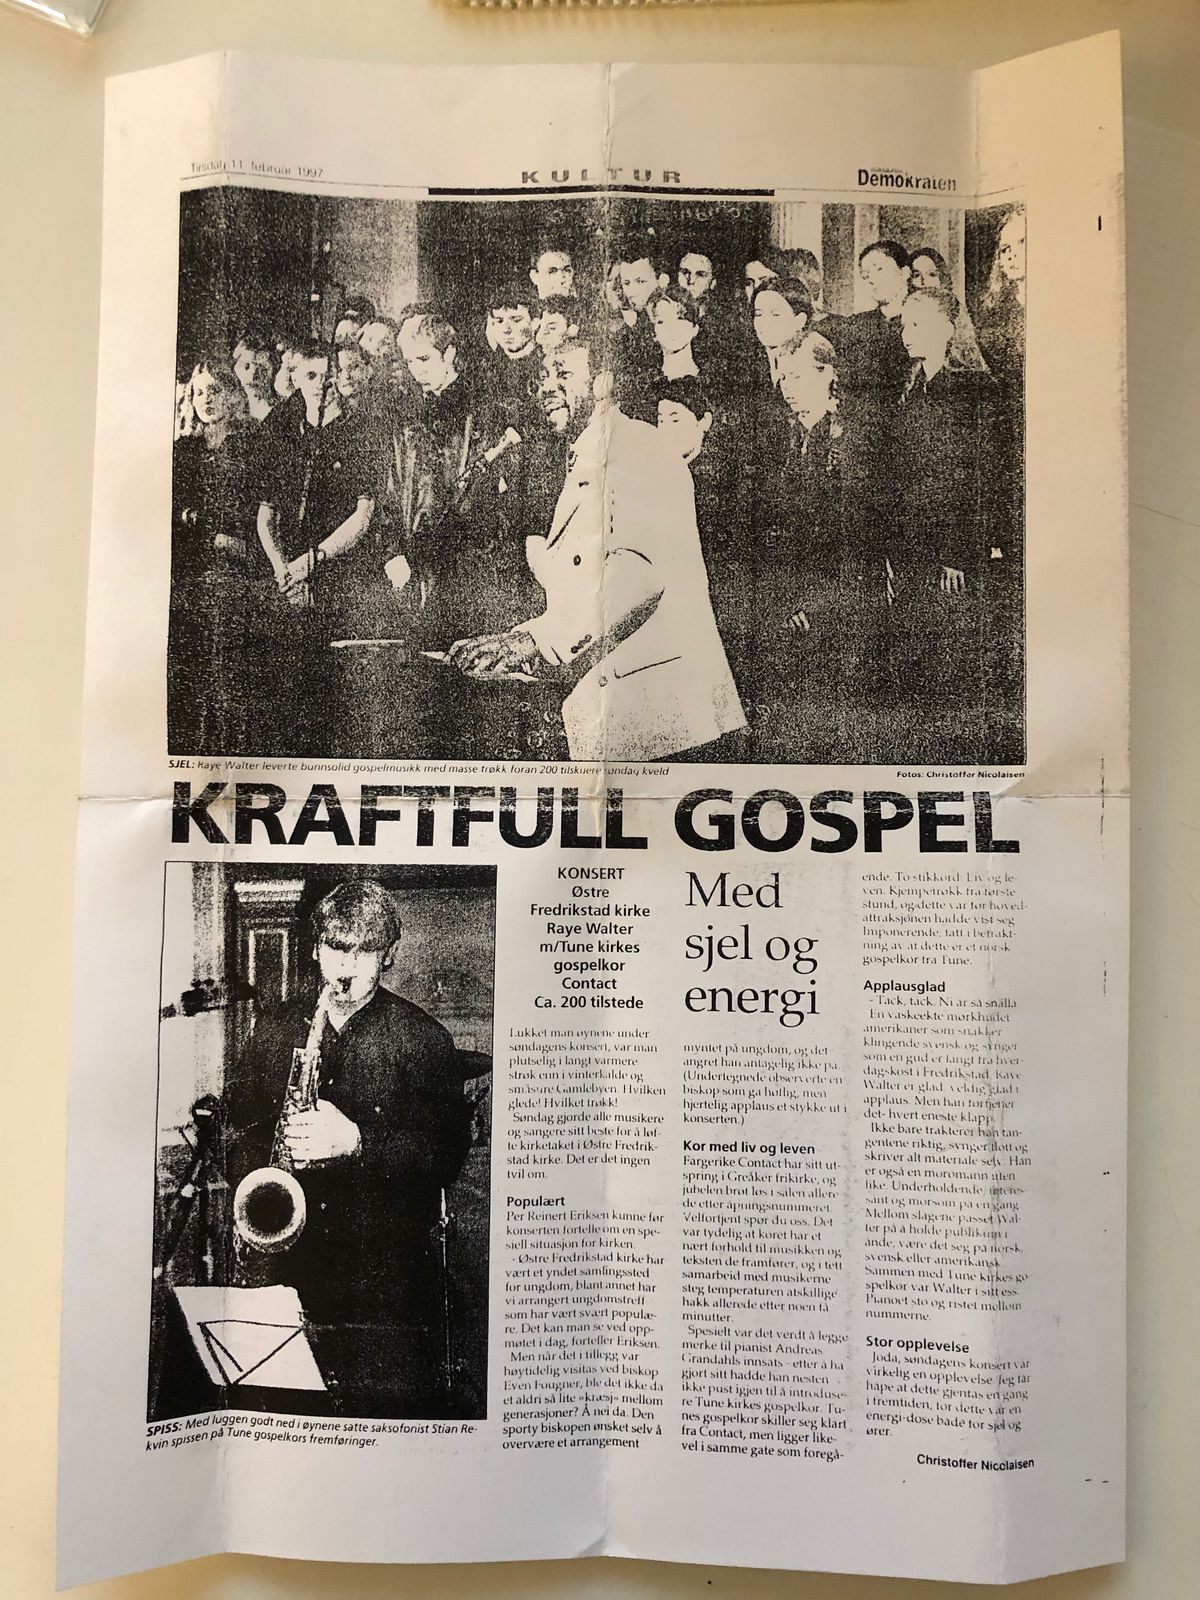 Tirsdag 11. februar 1997
KULTUR
Demokraten
SJEL: Raye Walter leverte bunnsolid gospelmusikk med masse trøkk foran 200 tilskuere søndag kveld
Fotos: Christoffer Nicolaisen
KRAFTFULL GOSPEL
SPISS: Med luggen godt ned i øynene satte saksofonist Stian Re-
kvin spissen på Tune gospelkors fremføringer.
KONSERT
Østre
Fredrikstad kirke
Raye Walter
m/Tune kirkes
gospelkor
Contact
Ca. 200 tilstede
Lukket man øynene under
søndagens konsert, var man
plutselig i langt varmere
strøk enn i vinterkalde og
småsure Gamlebyen. Hvilken
glede! Hvilket trøkk!
Søndag gjorde alle musikere
og sangere sitt beste for å løf-
te kirketaket i Østre Fredrik-
stad kirke. Det er det ingen
tvil om.
Populært
Per Reinert Eriksen kunne før
konserten fortelle om en spe-
siell situasjon for kirken.
- Østre Fredrikstad kirke har
vært et yndet samlingssted
for ungdom, blant annet har
vi arrangert ungdomstreff
som har vært svært populæ-
re. Det kan man se ved opp-
møtet i dag, forteller Eriksen.
Men når det i tillegg var
høytidelig visitas ved biskop
Even Fougner, ble det ikke da
et aldri så lite «kræsj» mellom
generasjoner? Å nei da. Den
sporty biskopen ønsket selv å
overvære et arrangement
Med
sjel og
energi
myntet på ungdom, og det
angret han antagelig ikke på.
(Undertegnede observerte en
biskop som ga høflig, men
hjertelig applaus et stykke ut i
konserten.)
Kor med liv og leven
Fargerike Contact har sitt ut-
spring i Greåker frikirke, og
jubelen brøt løs i salen allere-
de etter åpningsnummeret.
Velfortjent spør du oss. Det
var tydelig at koret har et
nært forhold til musikken og
teksten de framfører, og i tett
samarbeid med musikerne
steg temperaturen atskillige
hakk allerede etter noen få
minutter.
Spesielt var det verdt å legge
merke til pianist Andreas
Grandahls innsats - etter å ha
gjort sitt hadde han nesten
ikke pust igjen til å introduse-
re Tune kirkes gospelkor. Tu-
nes gospelkor skiller seg klart
fra Contact, men ligger like-
vel i samme gate som foregå-
ende. To stikkord: Liv og le-
ven. Kjempetrøkk fra første
stund, og dette var før hoved-
attraksjonen hadde vist seg.
Imponerende, tatt i betrakt-
ning av at dette er et norsk
gospelkor fra Tune.
Applausglad
- Tack, tack. Ni är så snälla.
En vaskeekte mørkhudet
amerikaner som snakker
klingende svensk og synger
som en gud er langt fra hver-
dagskost i Fredrikstad. Raye
Walter er glad, veldig glad i
applaus. Men han fortjener
det- hvert eneste klapp.
Ikke bare trakterer han tan-
gentene riktig, synger flott og
skriver alt materiale selv. Han
er også en moromann uten
like. Underholdende, interes-
sant og morsom på en gang.
Mellom slagene passet Wal-
ter på å holde publikum i
ånde, være det seg på norsk,
svensk eller amerikansk.
Sammen med Tune kirkes go-
spelkor var Walter i sitt ess.
Pianoet sto og ristet mellom
nummerne.
Stor opplevelse
Joda, søndagens konsert var
virkelig en opplevelse. Jeg får
håpe at dette gjentas en gang
i fremtiden, for dette var en
energi-dose både for sjel og
ører.
Christoffer Nicolaisen